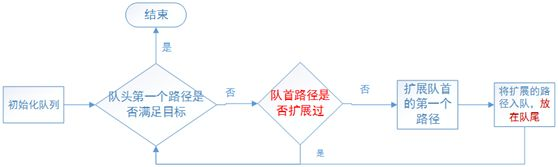 结束
是
初始化队列
队头第一个路径是
否满足目标
否
队首路径是
否扩展过
否
扩展队首
的第一个
路径
将扩展的路
径入队，放
在队尾
是